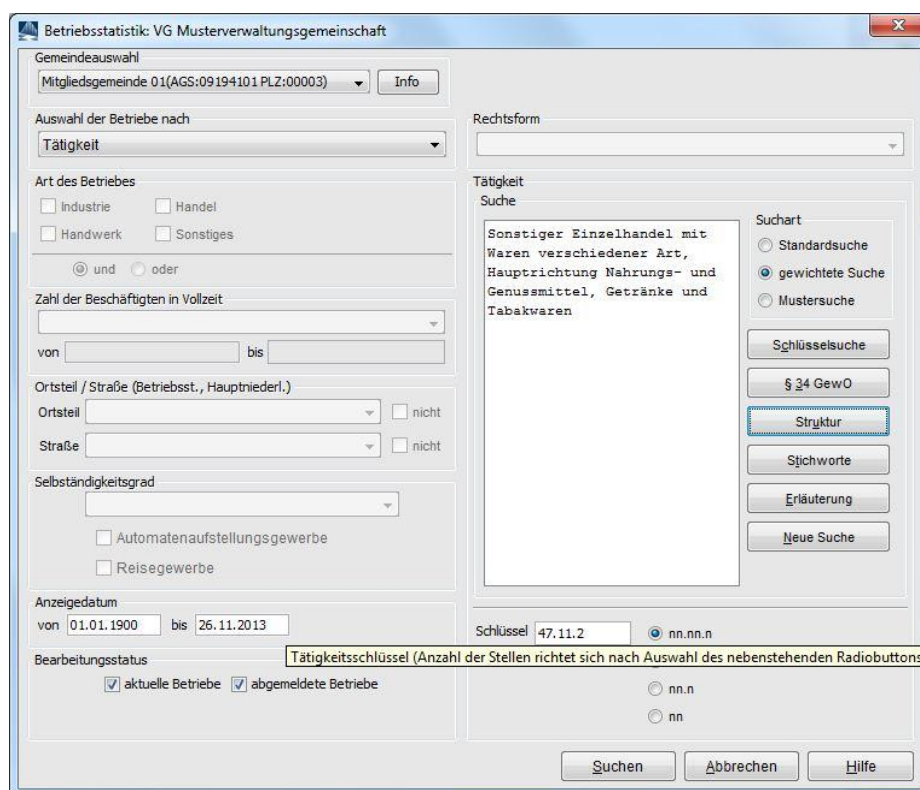 Betriebsstatistik: VG Musterverwaltungsgemeinschaft
Gemeindeauswahl
Mitgliedsgemeinde 01(AGS:09194101 PLZ:00003)
Info
Auswahl der Betriebe nach
Tätigkeit
Rechtsform
Art des Betriebes
Industrie
Handel
Handwerk
Sonstiges
und
oder
Zahl der Beschäftigten in Vollzeit
von
bis
Ortsteil / Straße (Betriebsst., Hauptniederl.)
Ortsteil
nicht
Straße
nicht
Selbständigkeitsgrad
Automatenaufstellungsgewerbe
Reisegewerbe
Anzeigedatum
von 01.01.1900 bis 26.11.2013
Bearbeitungsstatus
aktuelle Betriebe
abgemeldete Betriebe
Tätigkeit
Suche
Sonstiger Einzelhandel mit
Waren verschiedener Art,
Hauptrichtung Nahrungs- und
Genussmittel, Getränke und
Tabakwaren
Suchart
Standardsuche
gewichtete Suche
Mustersuche
Schlüsselsuche
§ 34 GewO
Struktur
Stichworte
Erläuterung
Neue Suche
Schlüssel 47.11.2
nn.nn.n
Tätigkeitsschlüssel (Anzahl der Stellen richtet sich nach Auswahl des nebenstehenden Radiobuttons
nn.n
nn
Suchen
Abbrechen
Hilfe